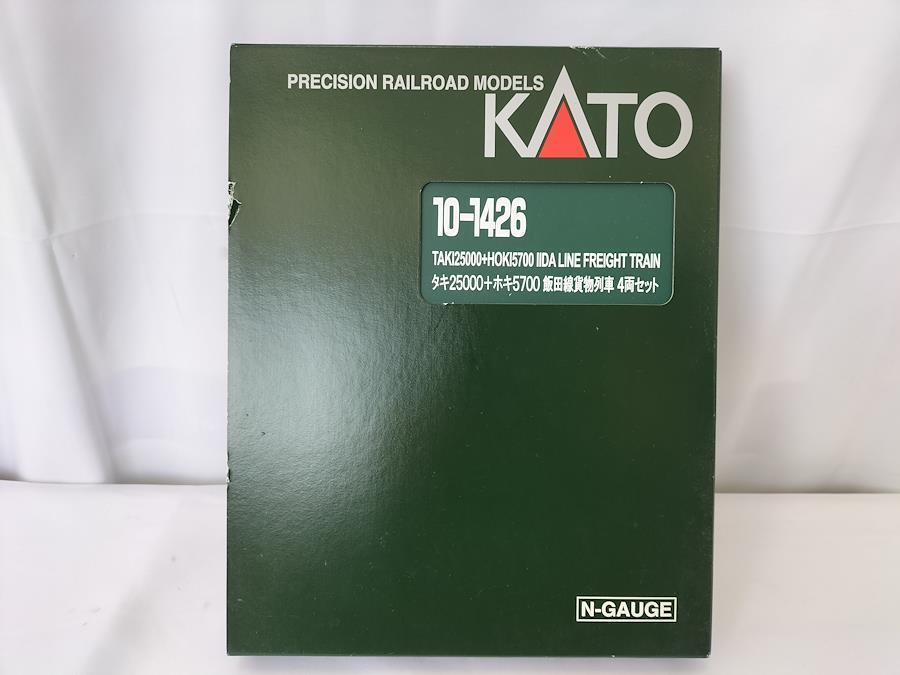 PRECISION RAILROAD MODELS
KATO
10-1426
TAKI25000+HOKI5700 IIDA LINE FREIGHT TRAIN
タキ25000+ホキ5700 飯田線貨物列車 4両セット
N-GAUGE